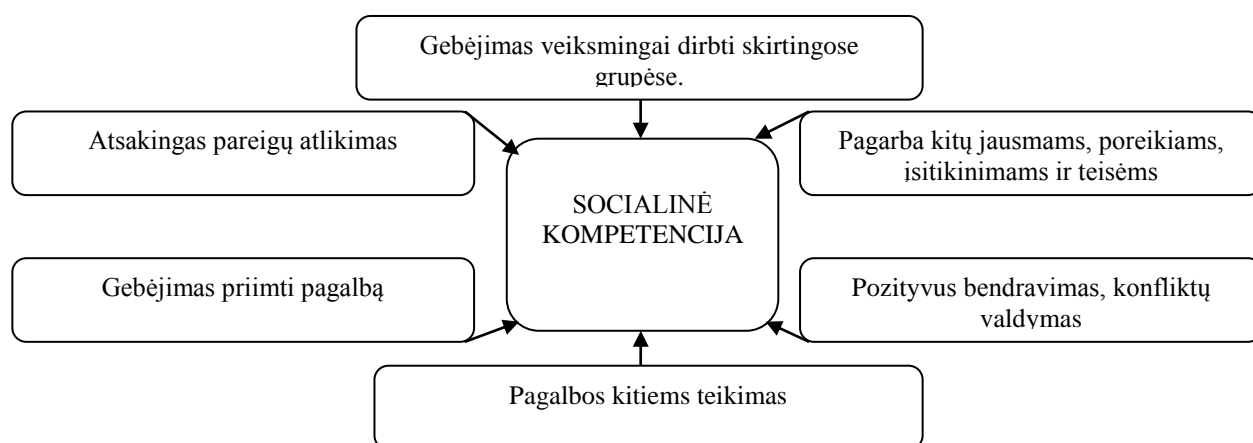 Gebėjimas veiksmingai dirbti skirtingose
grupėse.
Atsakingas pareigų atlikimas
Pagarba kitų jausmams, poreikiams,
įsitikinimams ir teisėms
SOCIALINĖ
KOMPETENCIJA
Gebėjimas priimti pagalbą
Pozityvus bendravimas, konfliktų
valdymas
Pagalbos kitiems teikimas